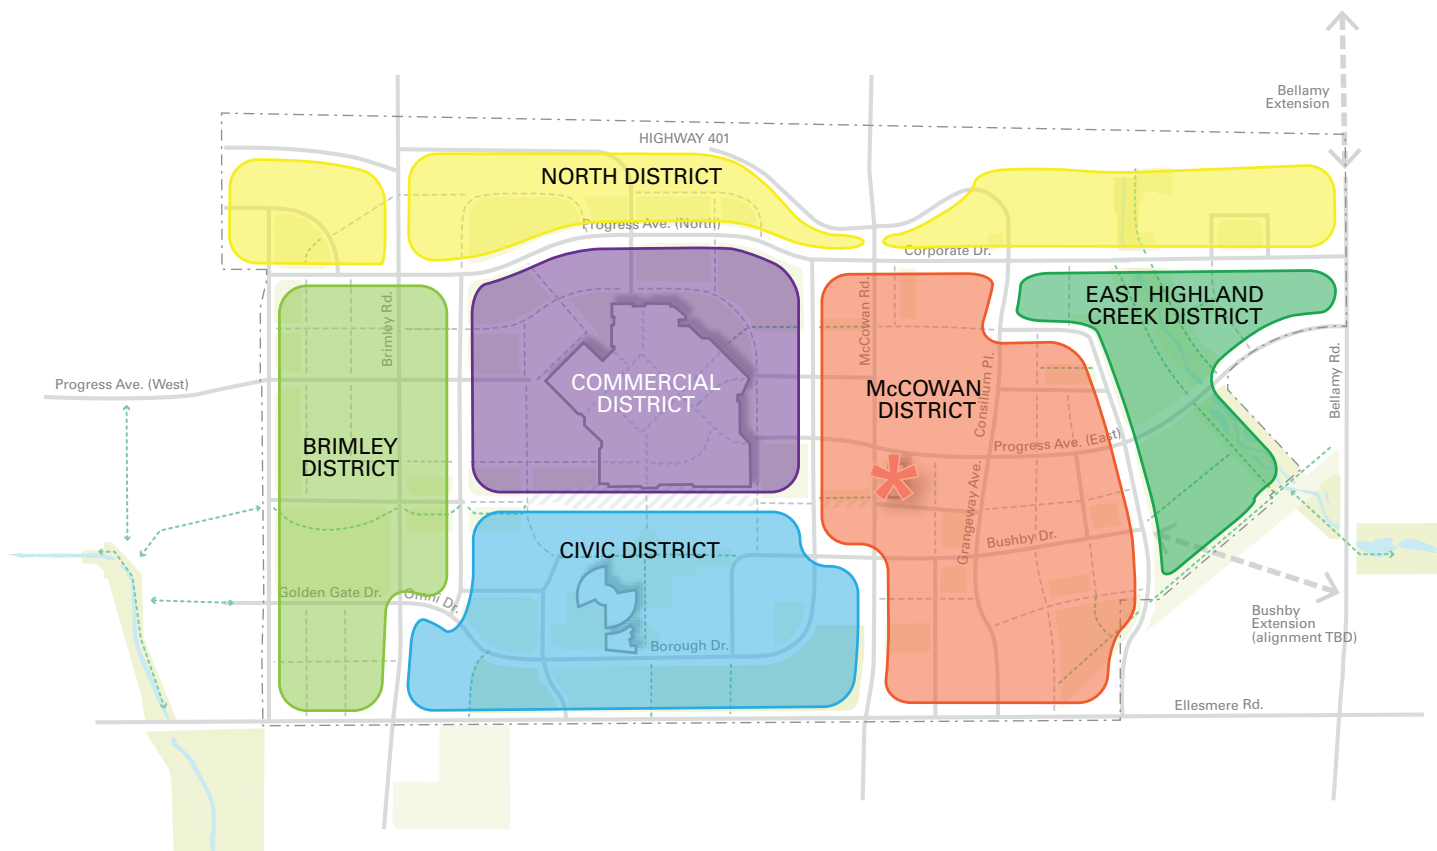 Bellamy
Extension
HIGHWAY 401
NORTH DISTRICT
Progress Ave. (North)
Corporate Dr.
Brimley Rd.
McCowan Rd.
EAST HIGHLAND
CREEK DISTRICT
Progress Ave. (West)
COMMERCIAL
DISTRICT
McCOWAN
DISTRICT
Consilium Pl.
Bellamy Rd.
BRIMLEY
DISTRICT
Progress Ave. (East)
Grangeway Ave.
CIVIC DISTRICT
Bushby Dr.
Golden Gate Dr.
Omni Dr.
Borough Dr.
Bushby
Extension
(alignment TBD)
Ellesmere Rd.